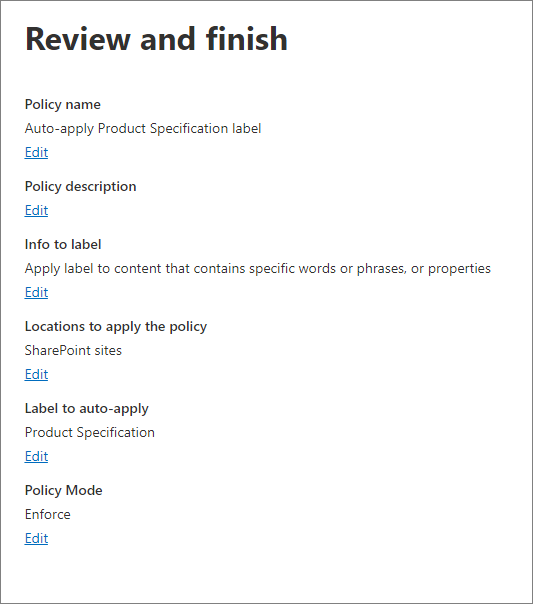 Review and finish
Policy name
Auto-apply Product Specification label
Edit
Policy description
Edit
Info to label
Apply label to content that contains specific words or phrases, or properties
Edit
Locations to apply the policy
SharePoint sites
Edit
Label to auto-apply
Product Specification
Edit
Policy Mode
Enforce
Edit